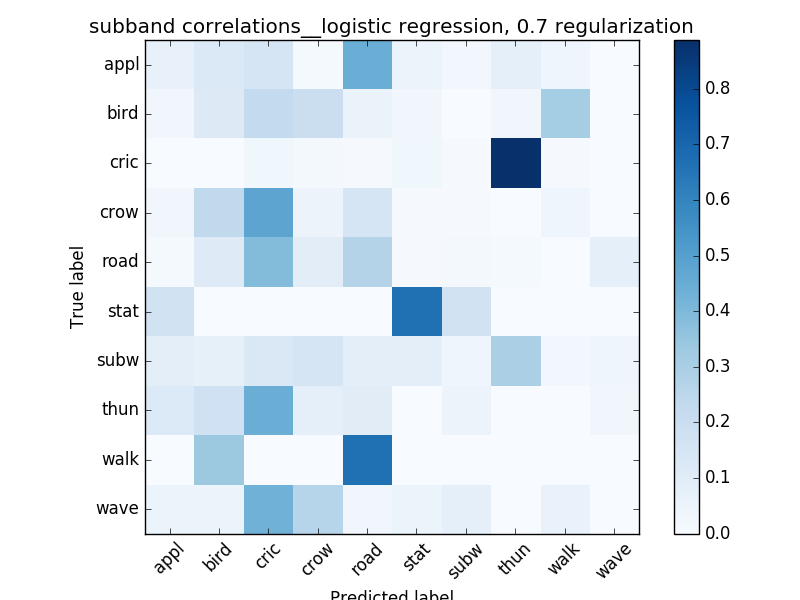 subband correlations__logistic regression, 0.7 regularization
appl
bird
cric
crow
road
stat
subw
thun
walk
wave
True label
appl
bird
cric
crow
road
stat
subw
thun
walk
wave
Predicted label
0.8
0.7
0.6
0.5
0.4
0.3
0.2
0.1
0.0